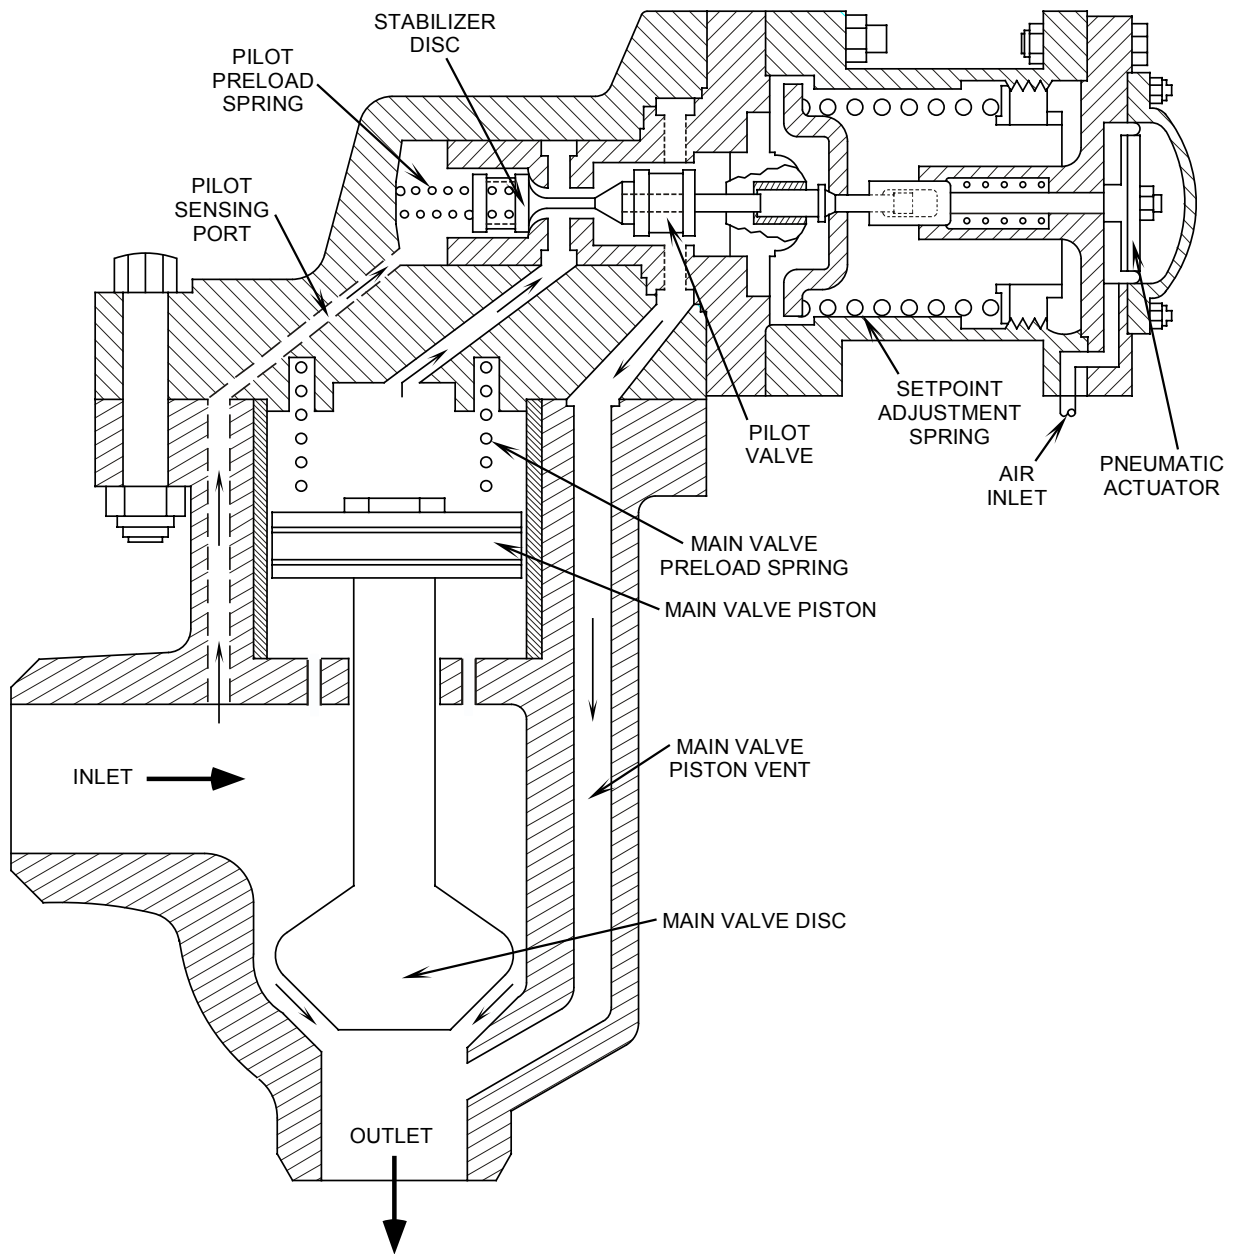 STABILIZER
DISC
PILOT
PRELOAD
SPRING
PILOT
SENSING
PORT
SETPOINT
ADJUSTMENT
SPRING
PILOT
VALVE
AIR
INLET
PNEUMATIC
ACTUATOR
MAIN VALVE
PRELOAD SPRING
MAIN VALVE PISTON
MAIN VALVE
PISTON VENT
INLET
MAIN VALVE DISC
OUTLET